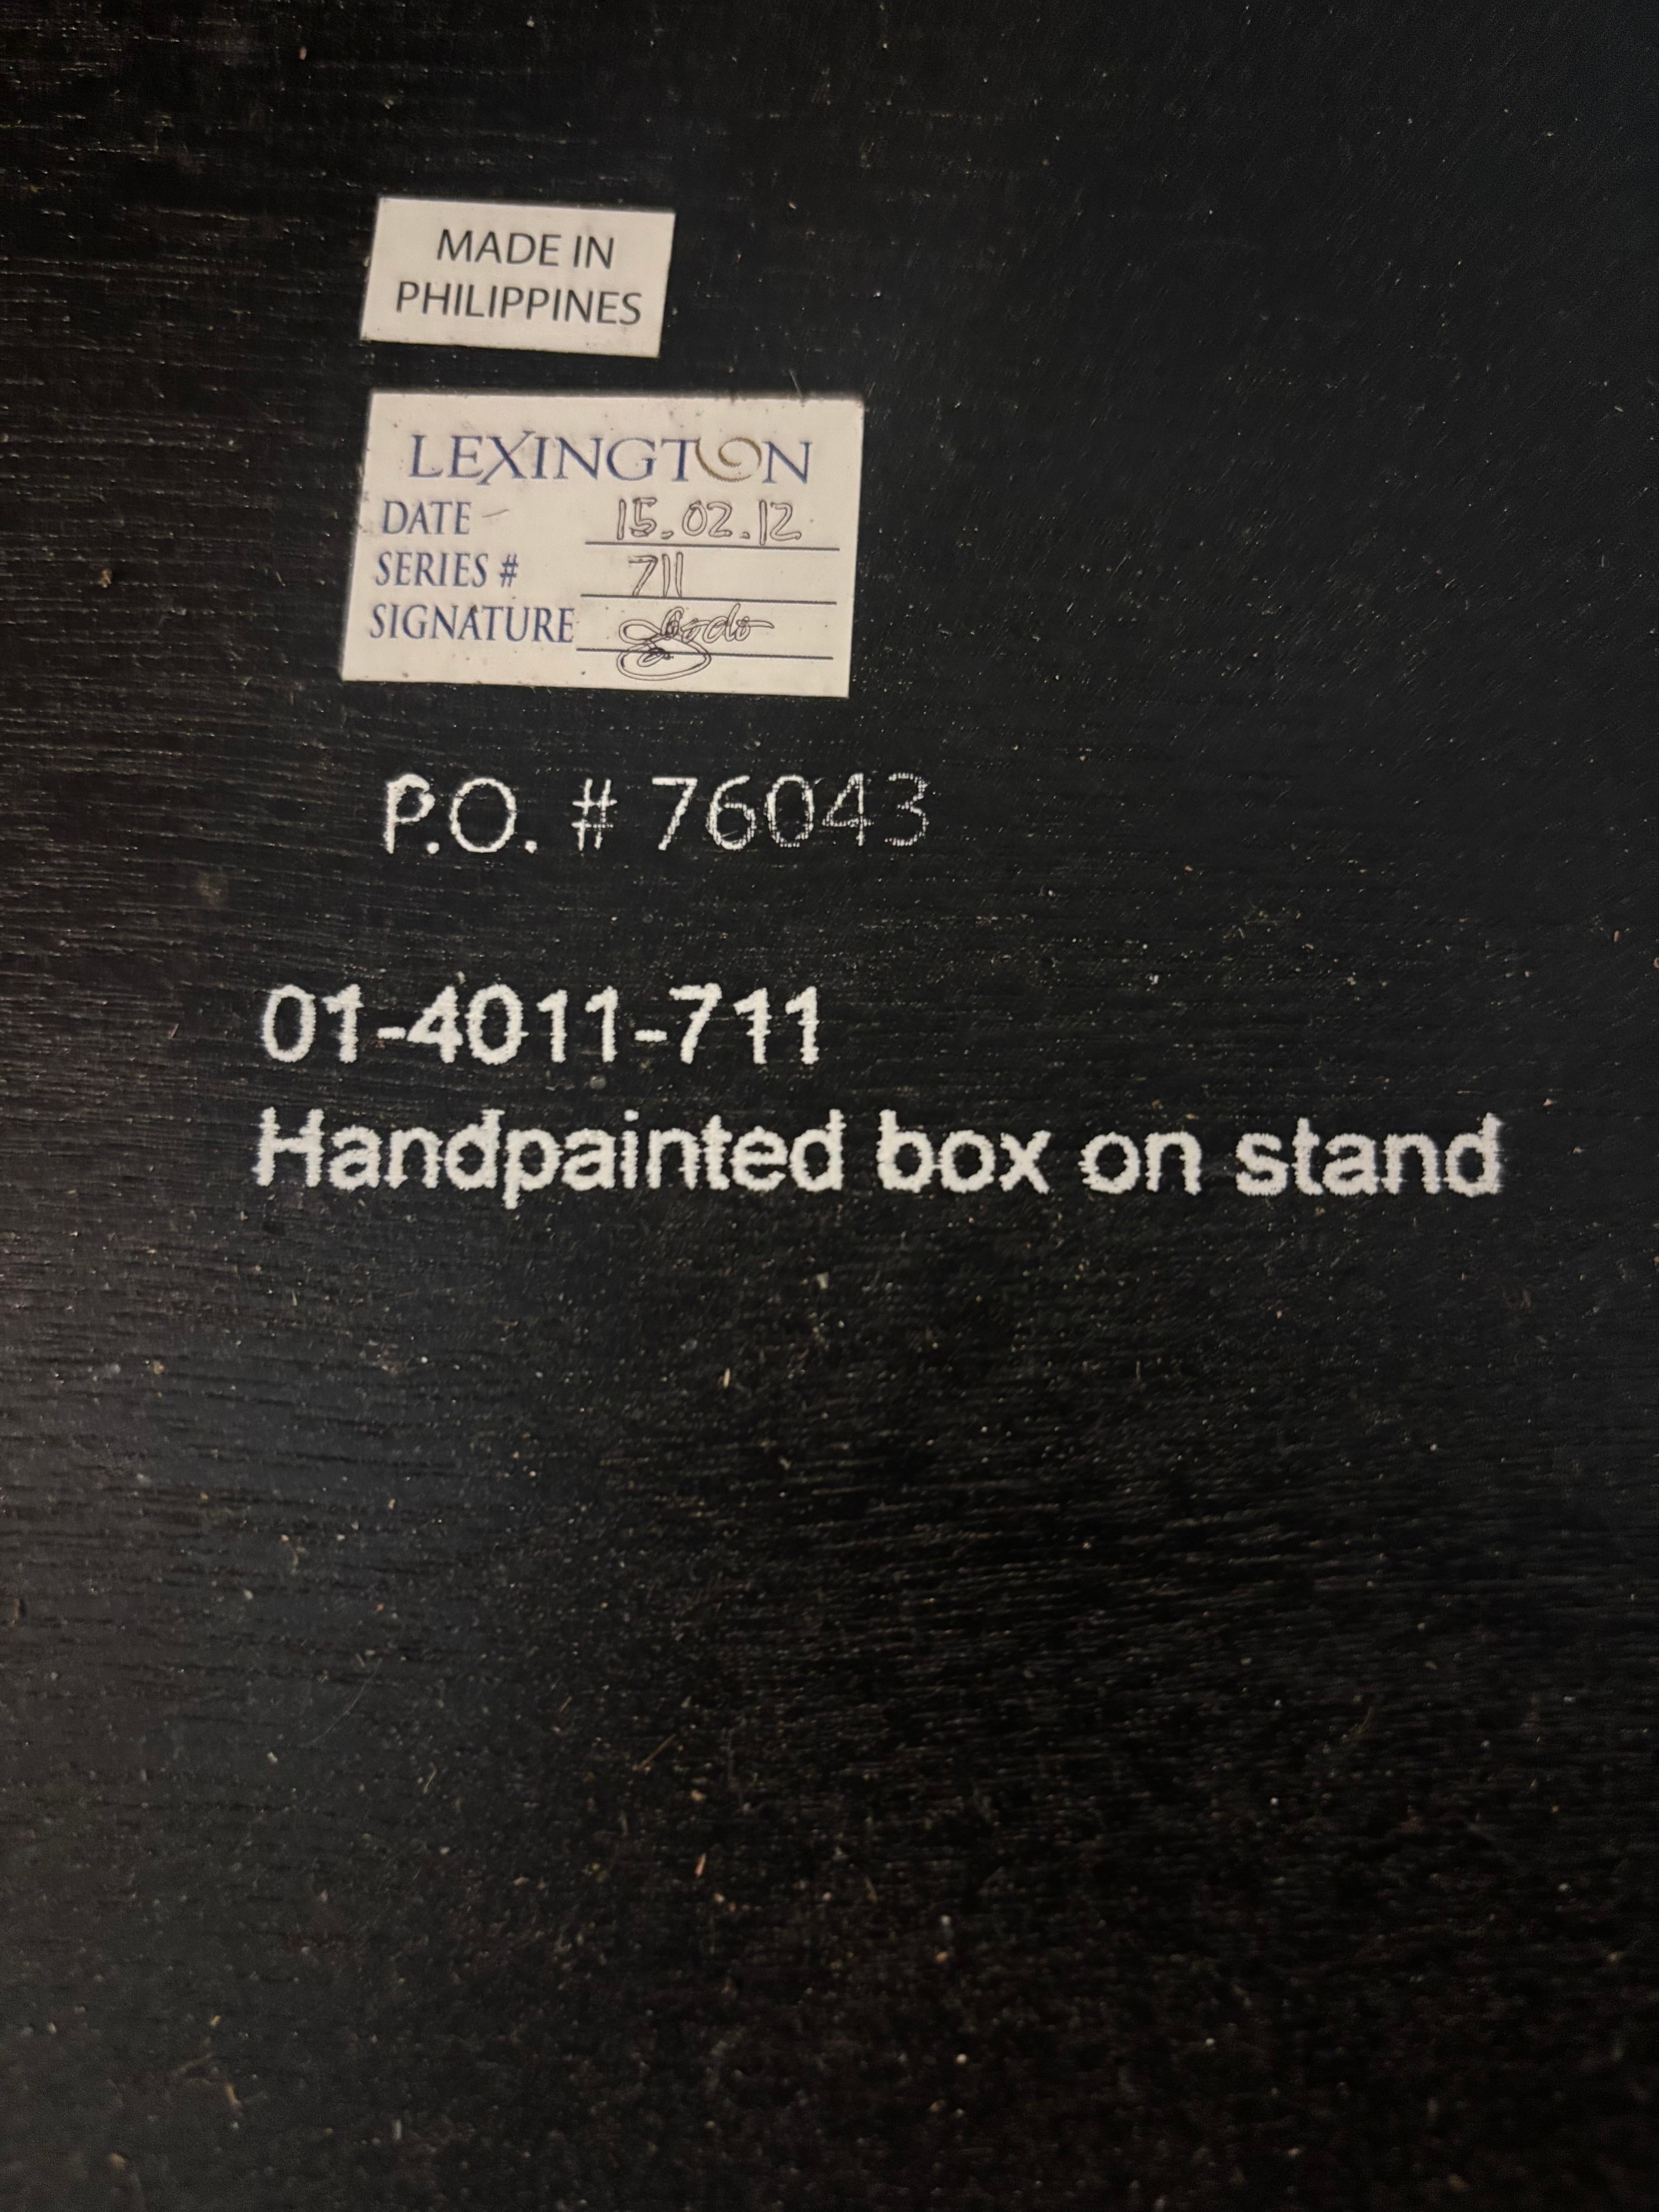 MADE IN
PHILIPPINES
LEXINGTON
DATE 15.02.12
SERIES # 711
SIGNATURE
P.O. # 76043
01-4011-711
Handpainted box on stand